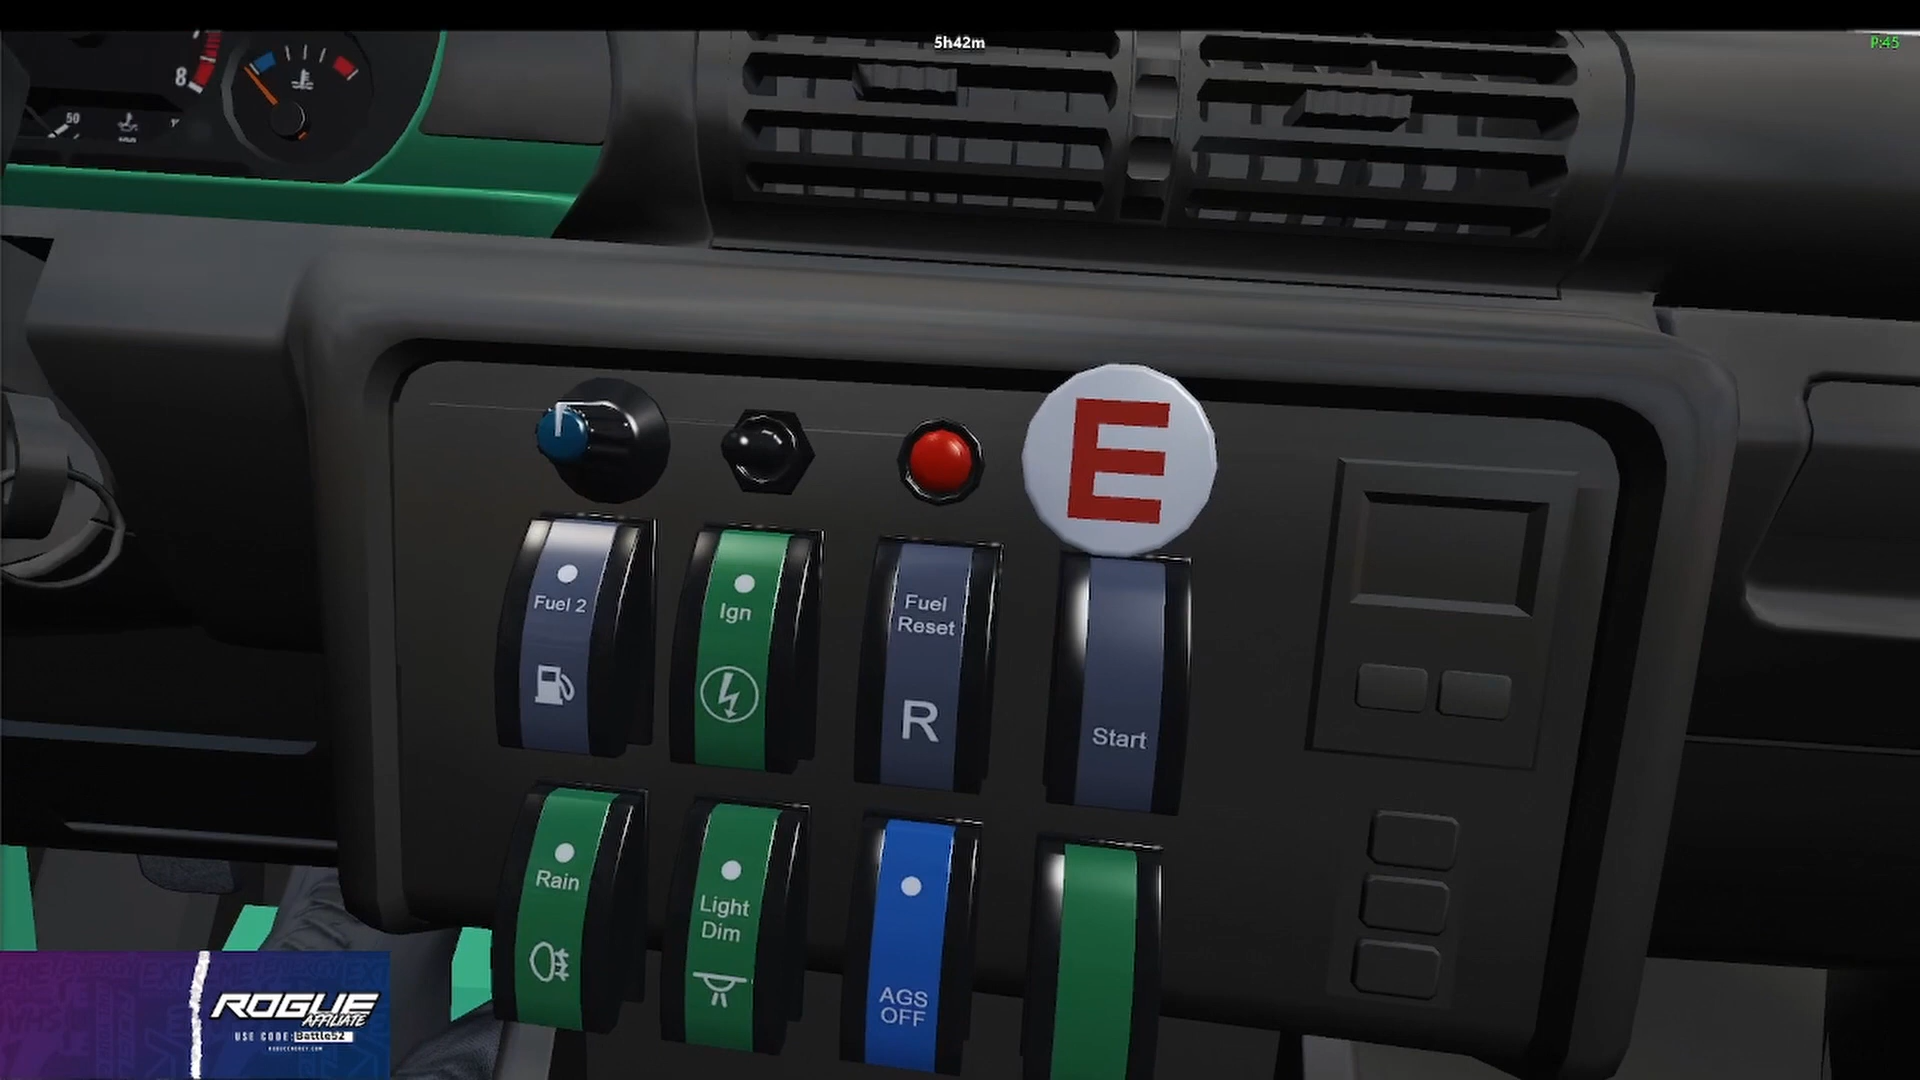 5h42m
P:45
8
50
E
Fuel 2
Ign
Fuel
Reset
R
Start
Rain
Light
Dim
AGS
OFF
ROGUE
AFFILIATE
USE CODE: Battle52